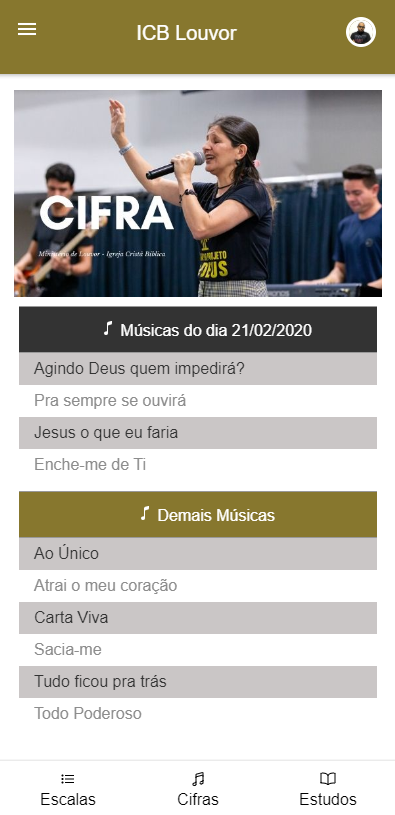 ICB Louvor
CIFRA
Ministério de Louvor - Igreja Cristã Bíblica
PROJETO
DEUS
Músicas do dia 21/02/2020
Agindo Deus quem impedirá?
Pra sempre se ouvirá
Jesus o que eu faria
Enche-me de Ti
Demais Músicas
Ao Único
Atrai o meu coração
Carta Viva
Sacia-me
Tudo ficou pra trás
Todo Poderoso
Escalas
Cifras
Estudos